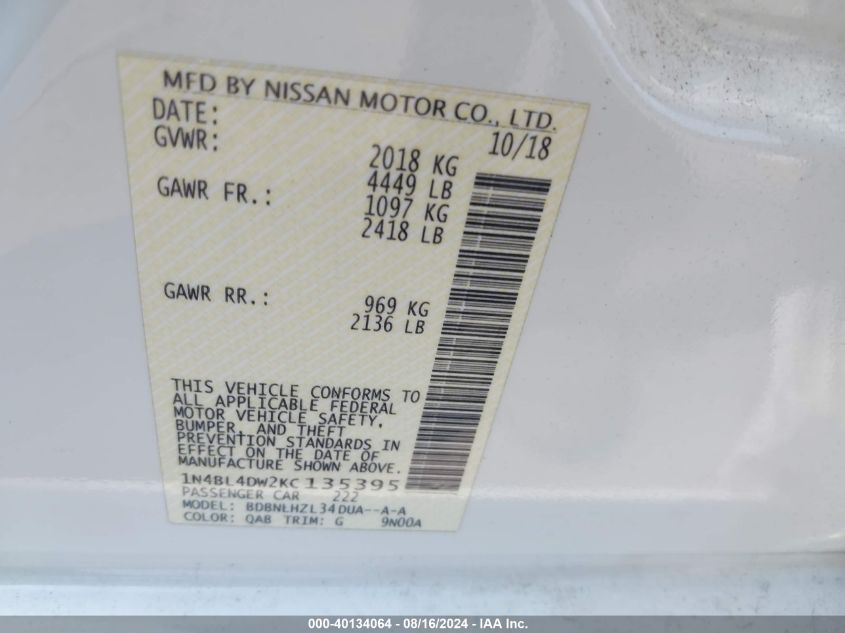 MFD BY NISSAN MOTOR CO., LTD.
DATE: 10/18
GVWR: 2018 KG
4449 LB
GAWR FR.: 1097 KG
2418 LB
GAWR RR.: 969 KG
2136 LB
THIS VEHICLE CONFORMS TO
ALL APPLICABLE FEDERAL
MOTOR VEHICLE SAFETY,
BUMPER, AND THEFT
PREVENTION STANDARDS IN
EFFECT ON THE DATE OF
MANUFACTURE SHOWN ABOVE.
1N4BL4DW2KC135395
PASSENGER CAR 222
MODEL: BDBNLHZL34DUA--A-A
COLOR: QAB TRIM: G 9N00A
000-40134064 - 08/16/2024 - IAA Inc.